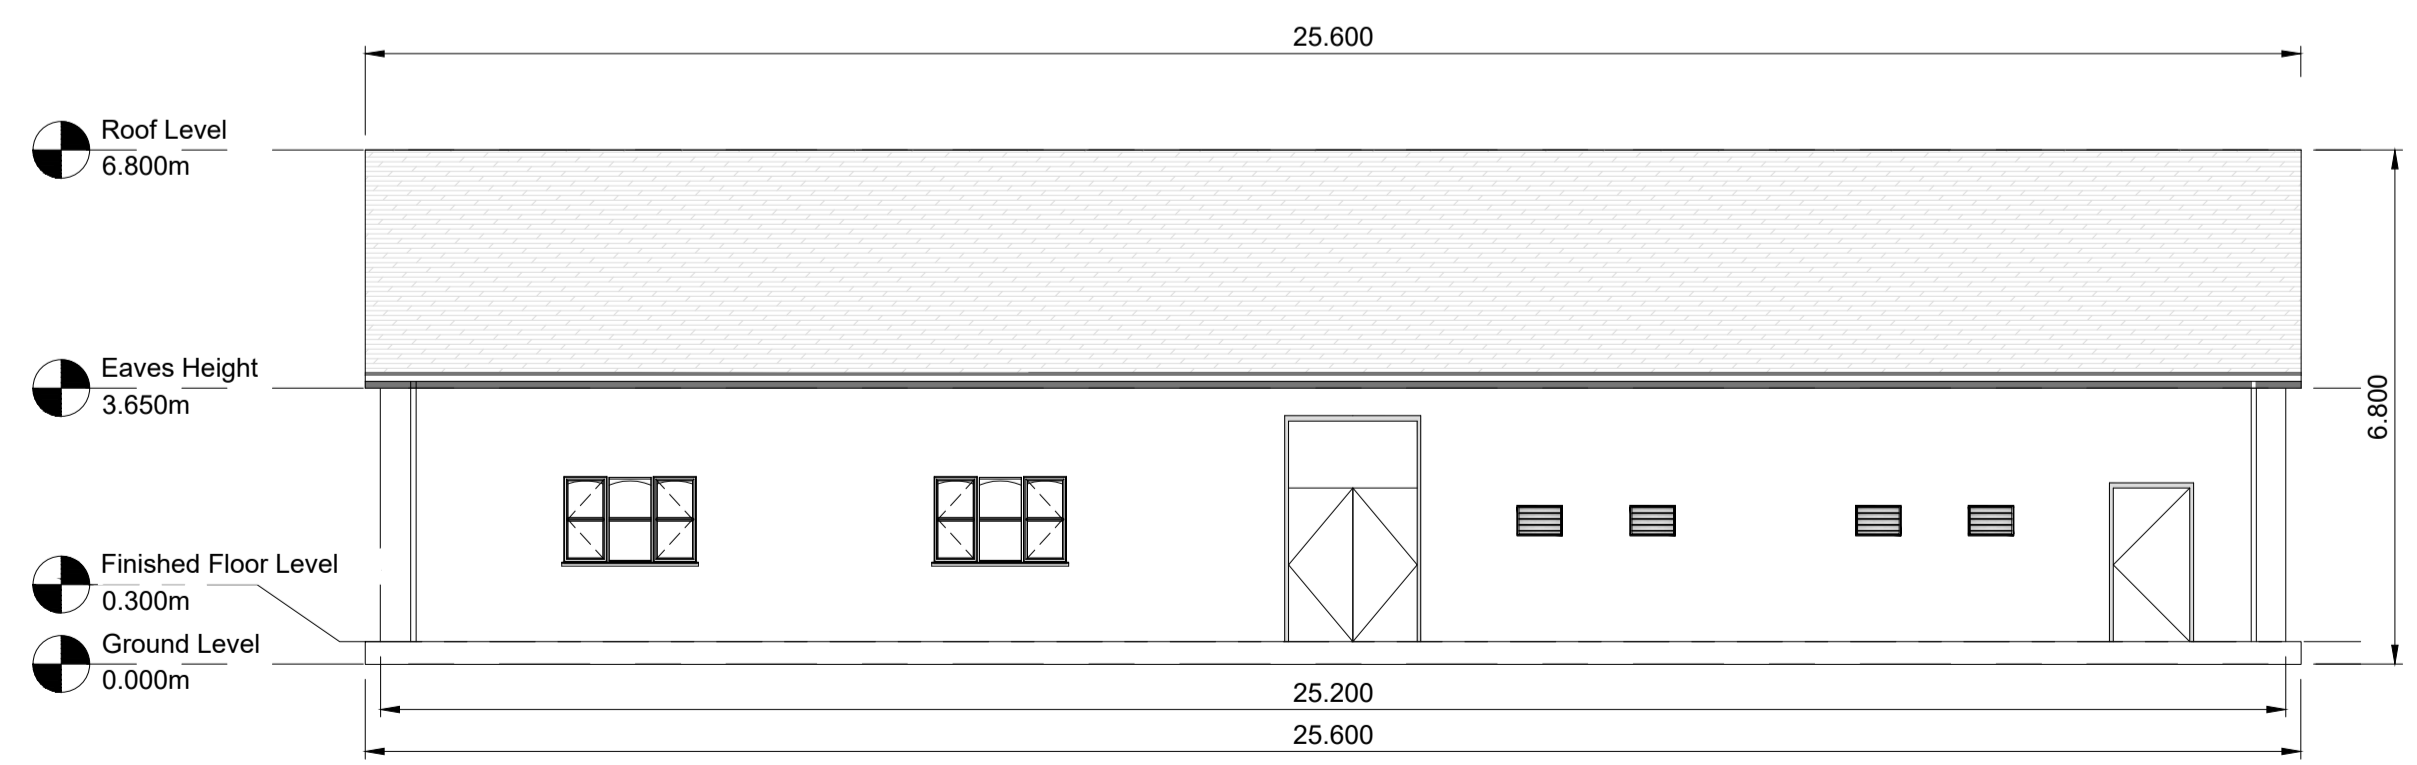 25.600
Roof Level
6.800m
Eaves Height
3.650m
6.800
Finished Floor Level
0.300m
Ground Level
0.000m
25.200
25.600